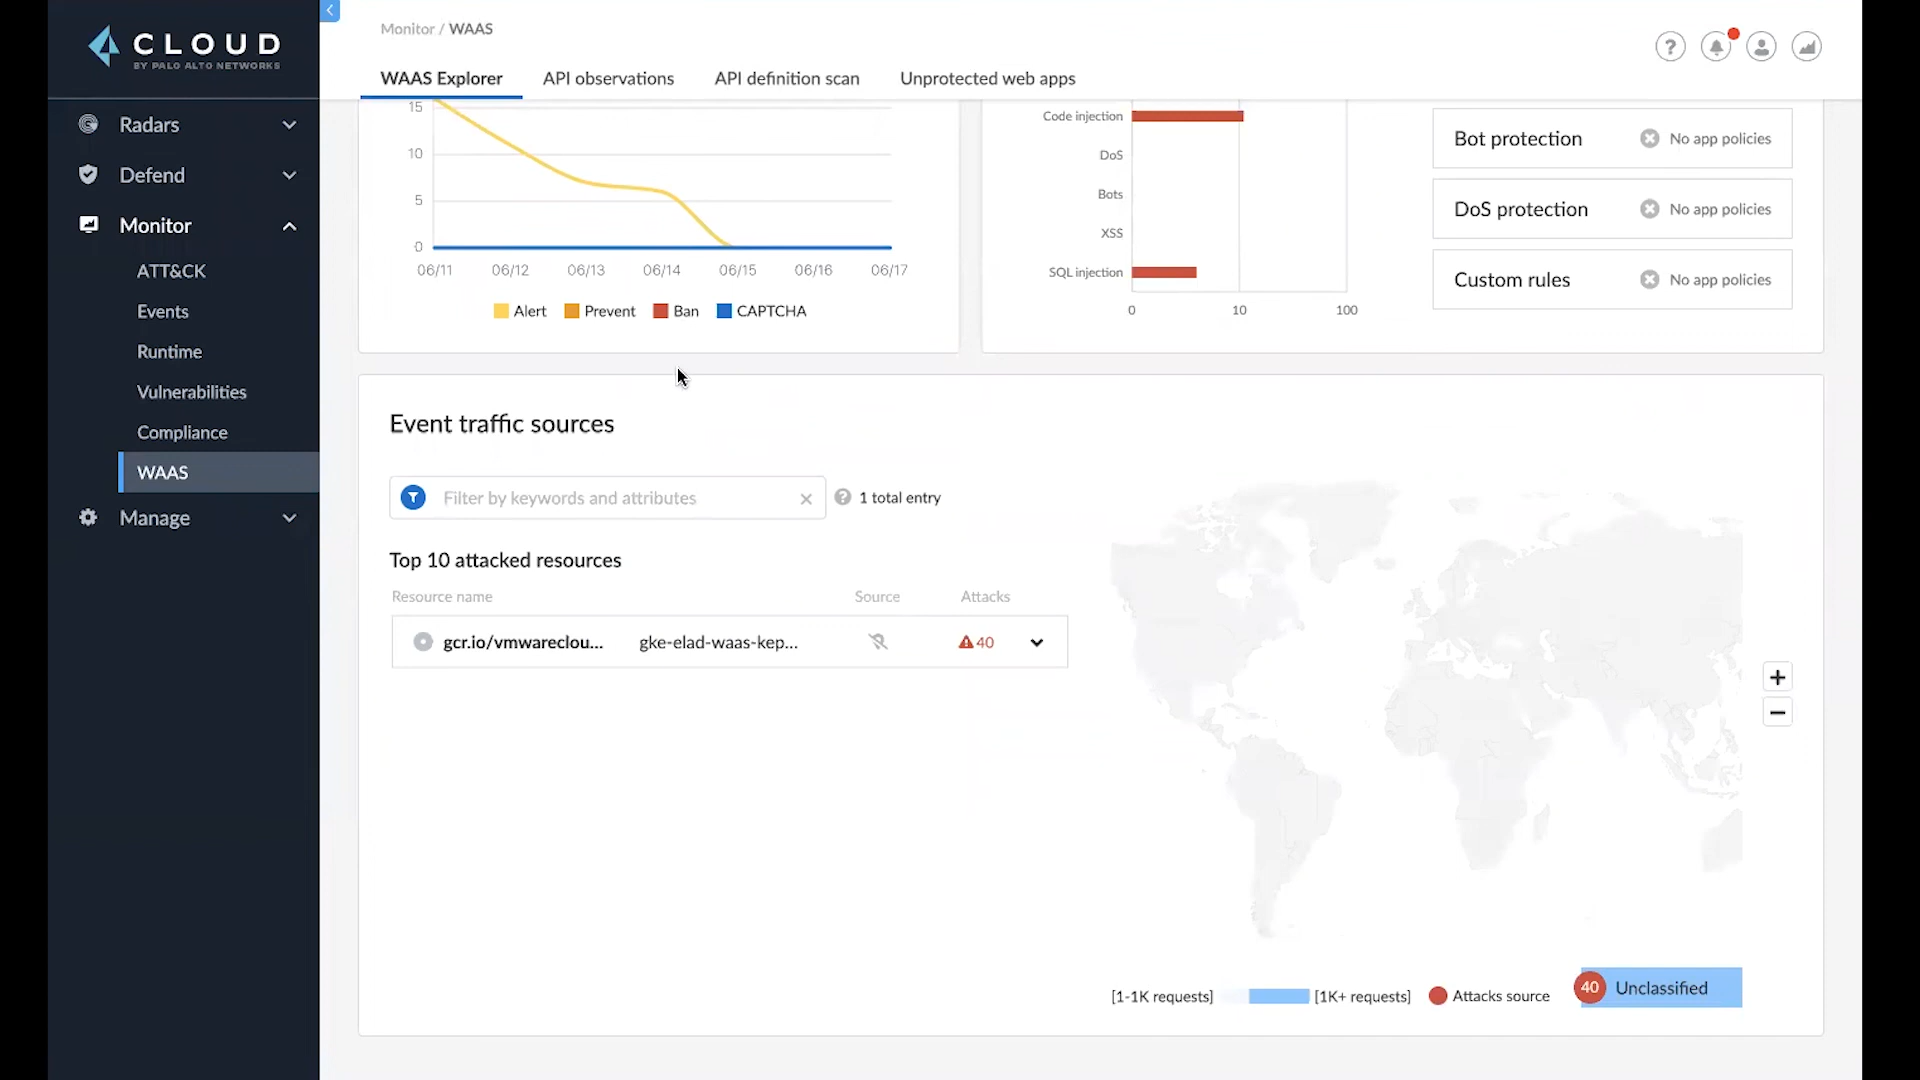 CLOUD
BY PALO ALTO NETWORKS
Radars
Defend
Monitor
ATT&CK
Events
Runtime
Vulnerabilities
Compliance
WAAS
Manage
Monitor / WAAS
WAAS Explorer API observations API definition scan Unprotected web apps
15
10
5
0
06/11 06/12 06/13 06/14 06/15 06/16 06/17
Alert Prevent Ban CAPTCHA
Code injection
DoS
Bots
XSS
SQL injection
0 10 100
Bot protection No app policies
DoS protection No app policies
Custom rules No app policies
Event traffic sources
Filter by keywords and attributes 1 total entry
Top 10 attacked resources
Resource name Source Attacks
gcr.io/vmwareclou... gke-elad-waas-kep... 40
[1-1K requests] [1K+ requests] Attacks source 40 Unclassified